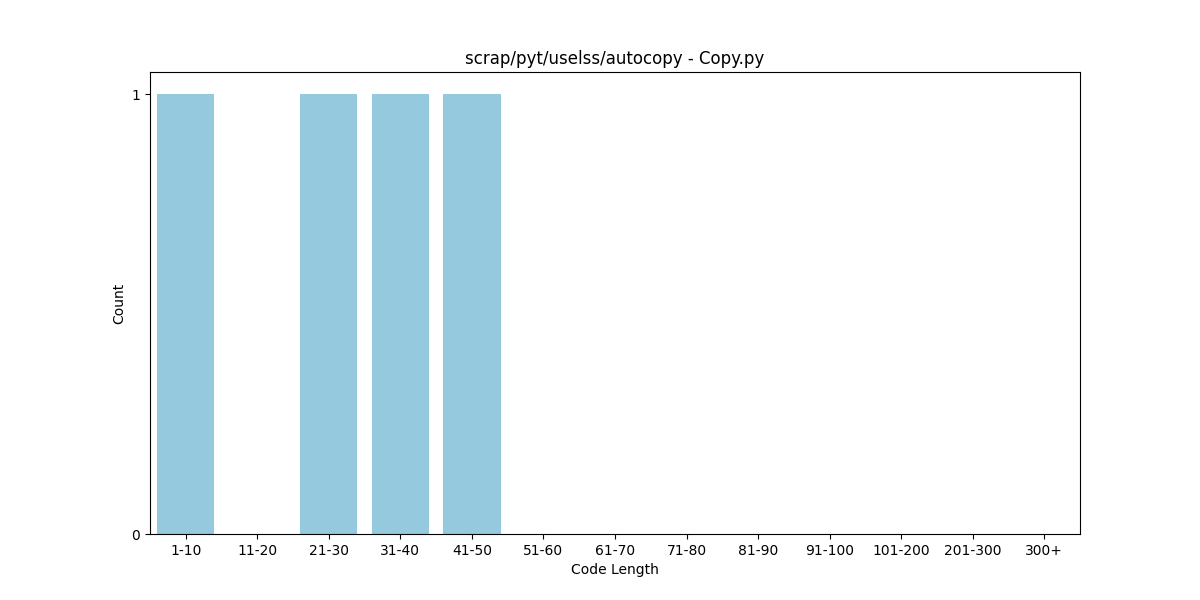 scrap/pyt/uselss/autocopy - Copy.py
1
Count
0
1-10 11-20 21-30 31-40 41-50 51-60 61-70 71-80 81-90 91-100 101-200 201-300 300+
Code Length